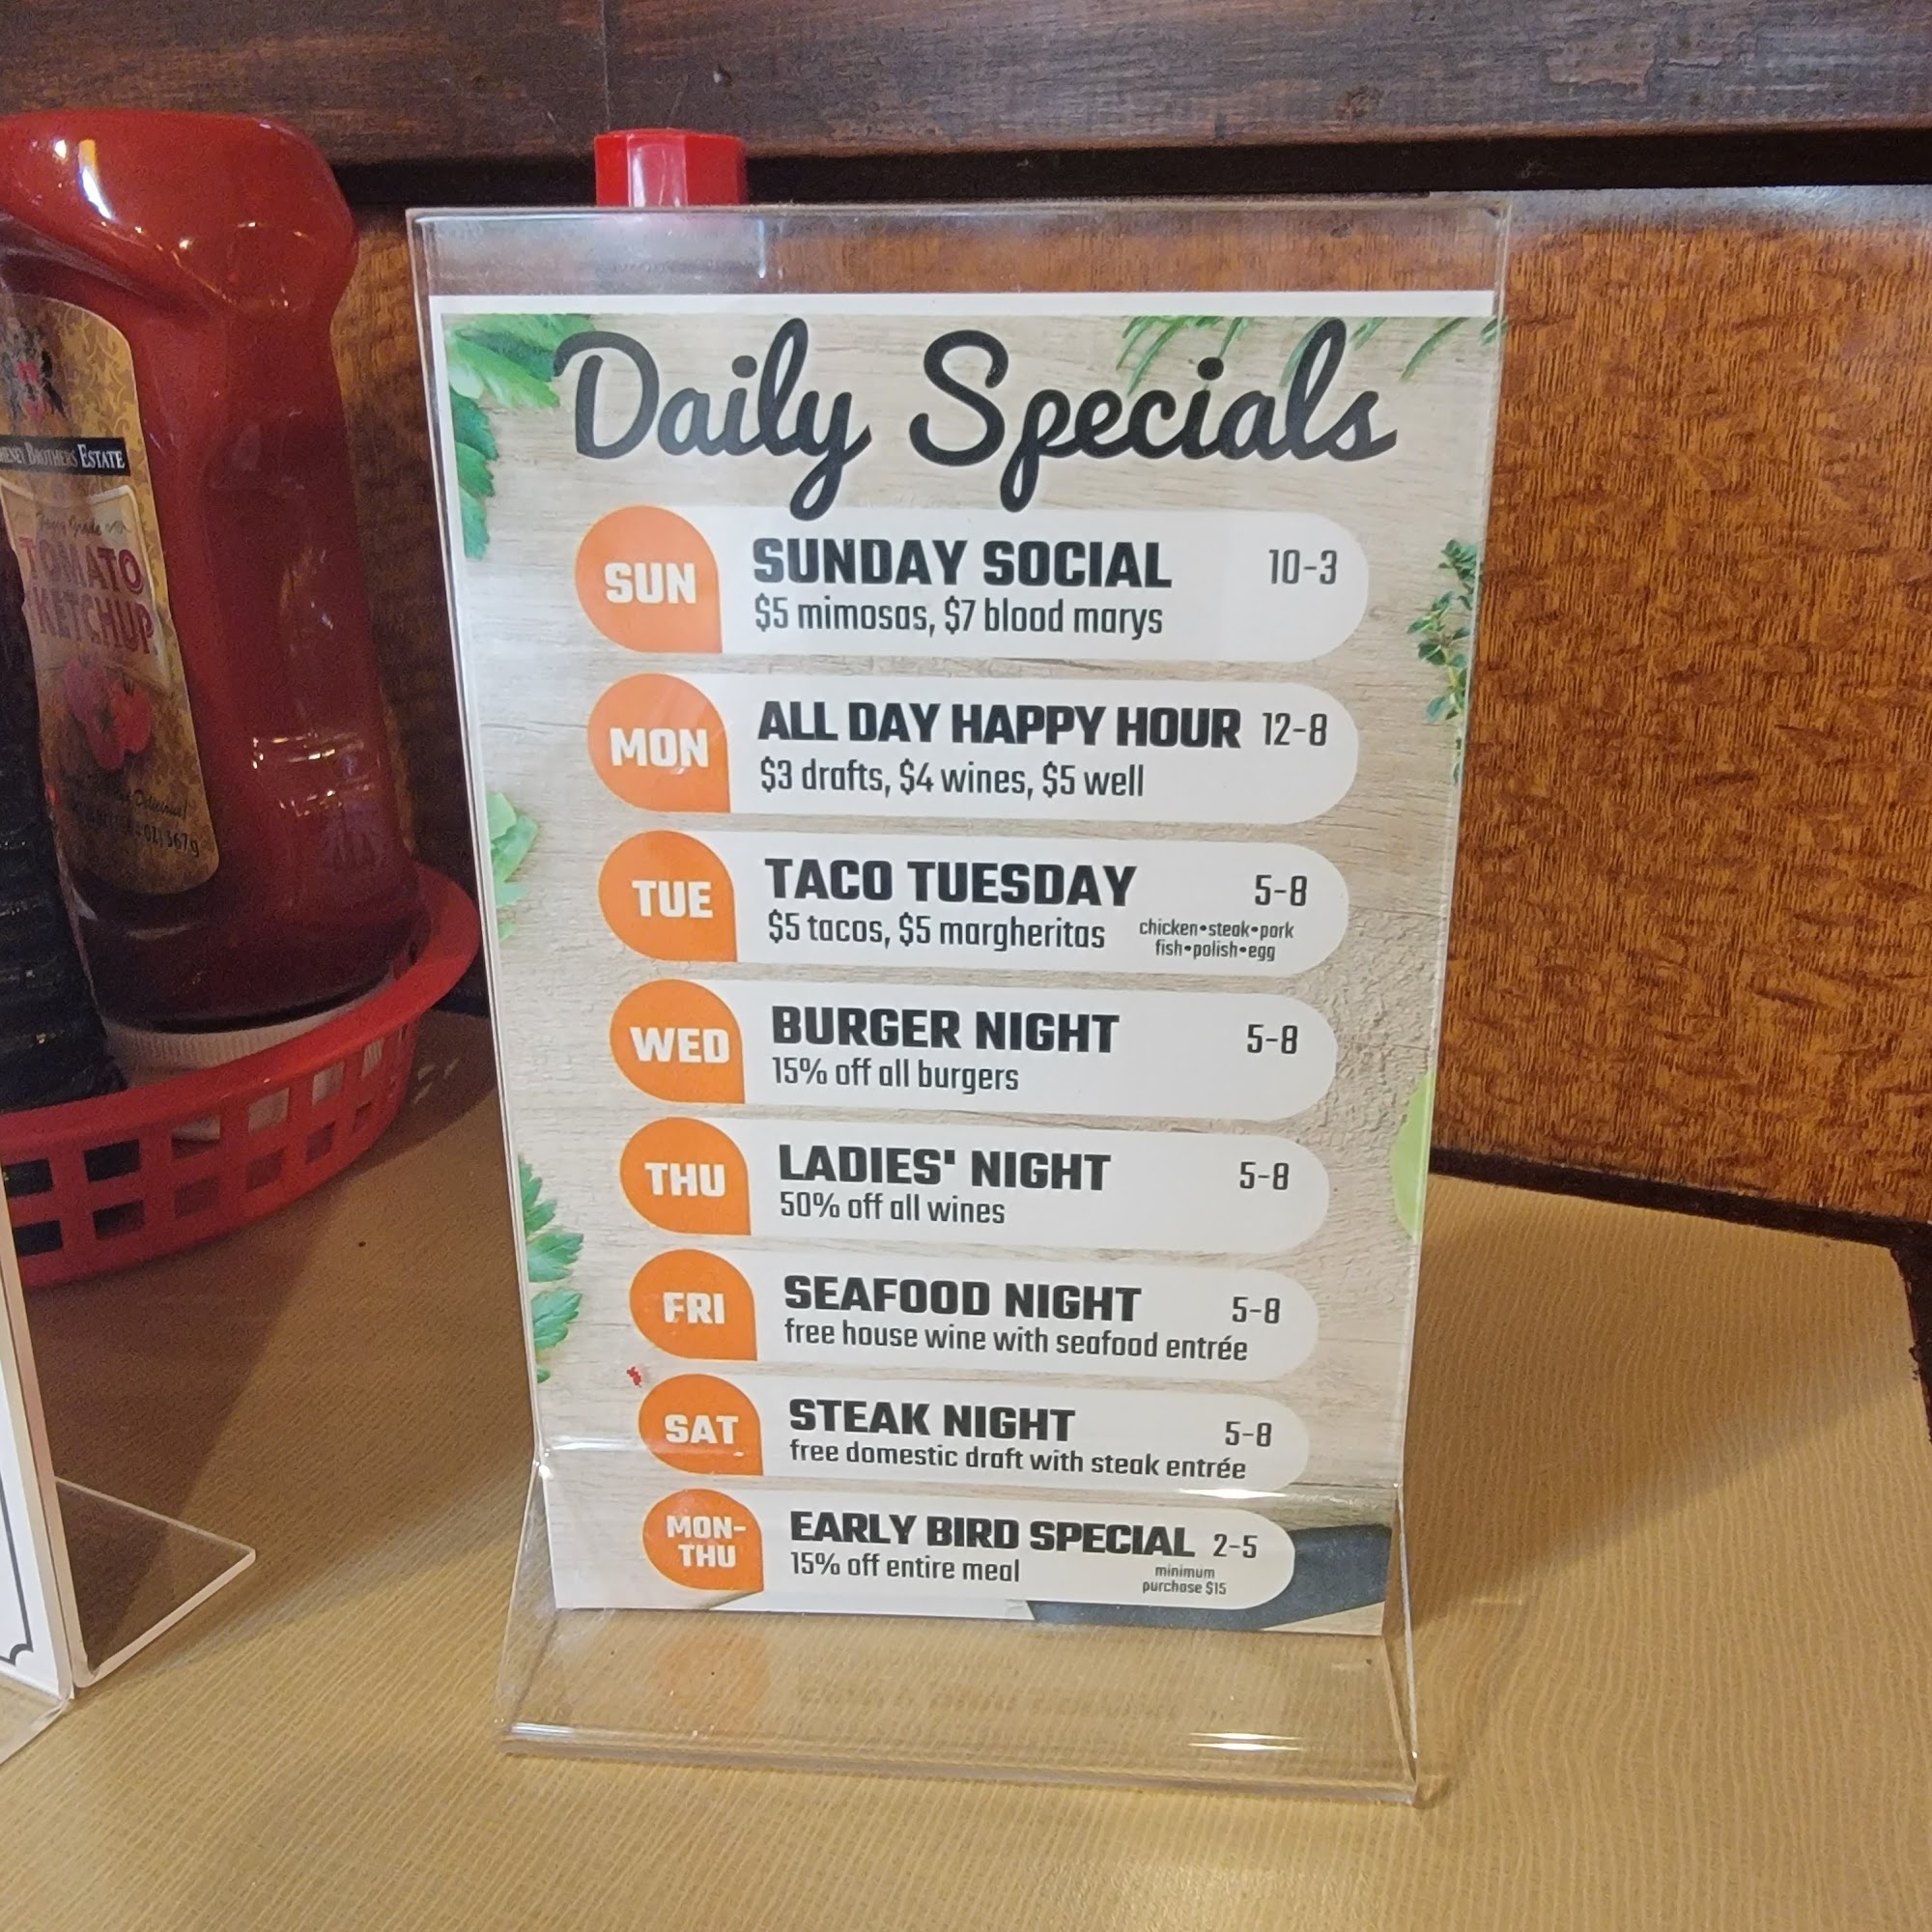 BROTHERS ESTATE
Fancy Grade
TOMATO
KETCHUP
567g
Daily Specials
SUN
SUNDAY SOCIAL 10-3
$5 mimosas, $7 blood marys
MON
ALL DAY HAPPY HOUR 12-8
$3 drafts, $4 wines, $5 well
TUE
TACO TUESDAY 5-8
$5 tacos, $5 margheritas
chicken•steak•pork
fish•polish•egg
WED
BURGER NIGHT 5-8
15% off all burgers
THU
LADIES' NIGHT 5-8
50% off all wines
FRI
SEAFOOD NIGHT 5-8
free house wine with seafood entrée
SAT
STEAK NIGHT 5-8
free domestic draft with steak entrée
MON-
THU
EARLY BIRD SPECIAL 2-5
15% off entire meal
minimum
purchase $15